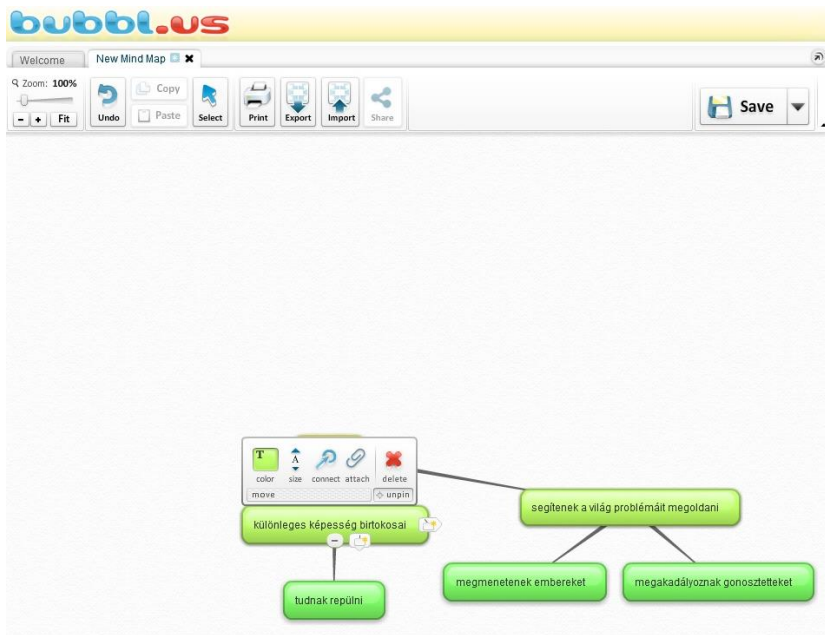 bubbl.us
Welcome
New Mind Map
Zoom: 100%
- + Fit
Undo
Copy
Paste
Select
Print
Export
Import
Share
Save
T
A
color
size
connect
attach
delete
move
unpin
különleges képesség birtokosai
segítenek a világ problémáit megoldani
tudnak repülni
megmenetenek embereket
megakadályoznak gonosztetteket